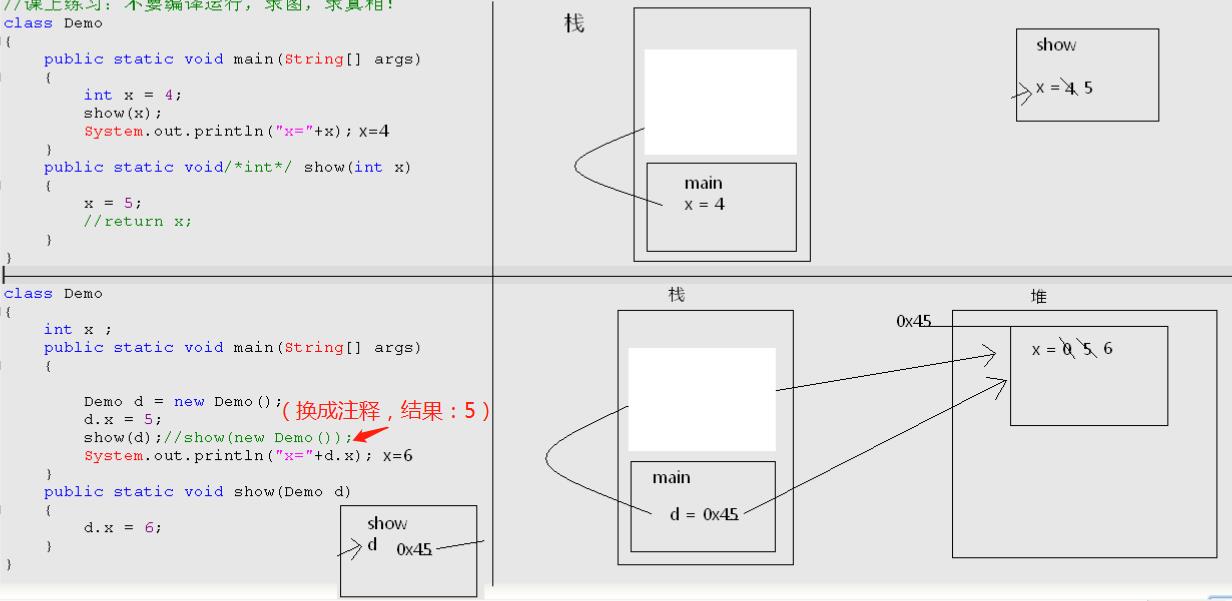 //课上练习：不要编译运行，求图，求真相！
class Demo
{
public static void main(String[] args)
{
int x = 4;
show(x);
System.out.println("x="+x); x=4
}
public static void/*int*/ show(int x)
{
x = 5;
//return x;
}
}
栈
main
x = 4
show
x = 4 5
class Demo
{
int x ;
public static void main(String[] args)
{
Demo d = new Demo();
（换成注释，结果：5）
d.x = 5;
show(d);//show(new Demo());
System.out.println("x="+d.x); x=6
}
public static void show(Demo d)
{
d.x = 6;
}
}
show
d 0x45
栈
main
d = 0x45
堆
0x45
x = 0 5 6